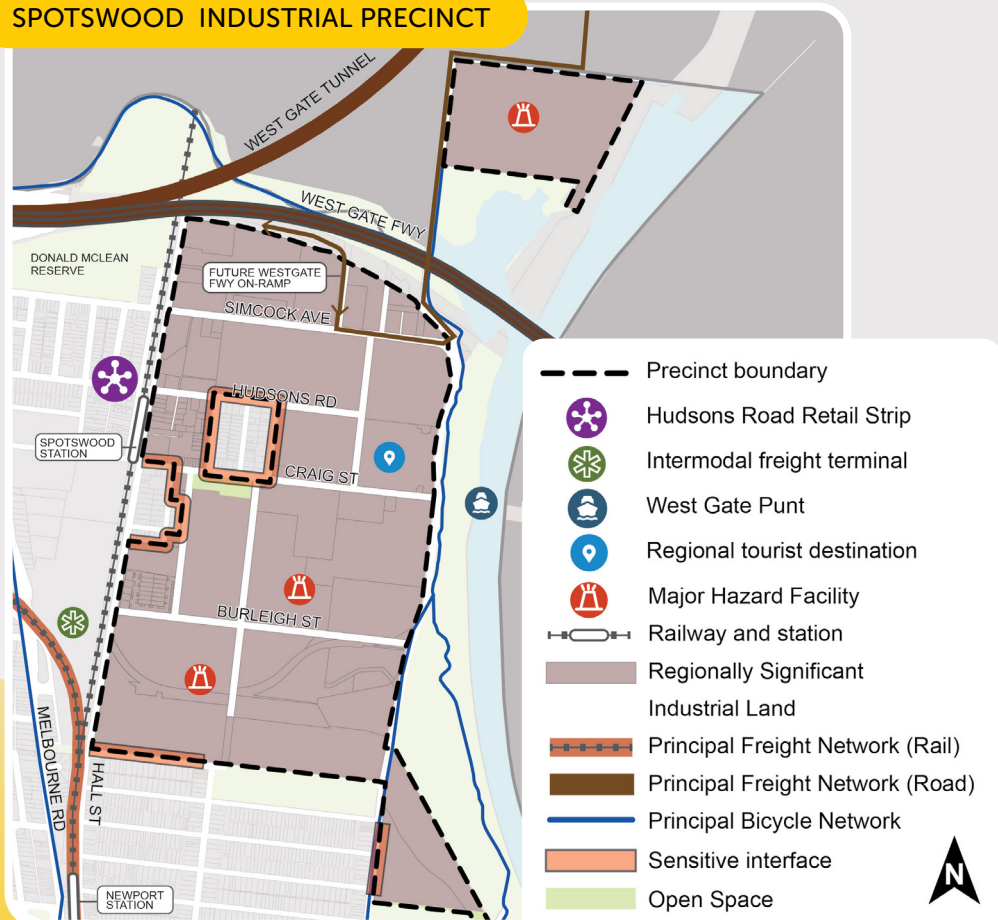 SPOTSWOOD INDUSTRIAL PRECINCT
WEST GATE TUNNEL
WEST GATE FWY
DONALD MCLEAN
RESERVE
FUTURE WESTGATE
FWY ON-RAMP
SIMCOCK AVE
HUDSONS RD
SPOTSWOOD
STATION
CRAIG ST
BURLEIGH ST
MELBOURNE RD
HALL ST
NEWPORT
STATION
Precinct boundary
Hudsons Road Retail Strip
Intermodal freight terminal
West Gate Punt
Regional tourist destination
Major Hazard Facility
Railway and station
Regionally Significant
Industrial Land
Principal Freight Network (Rail)
Principal Freight Network (Road)
Principal Bicycle Network
Sensitive interface
Open Space
N